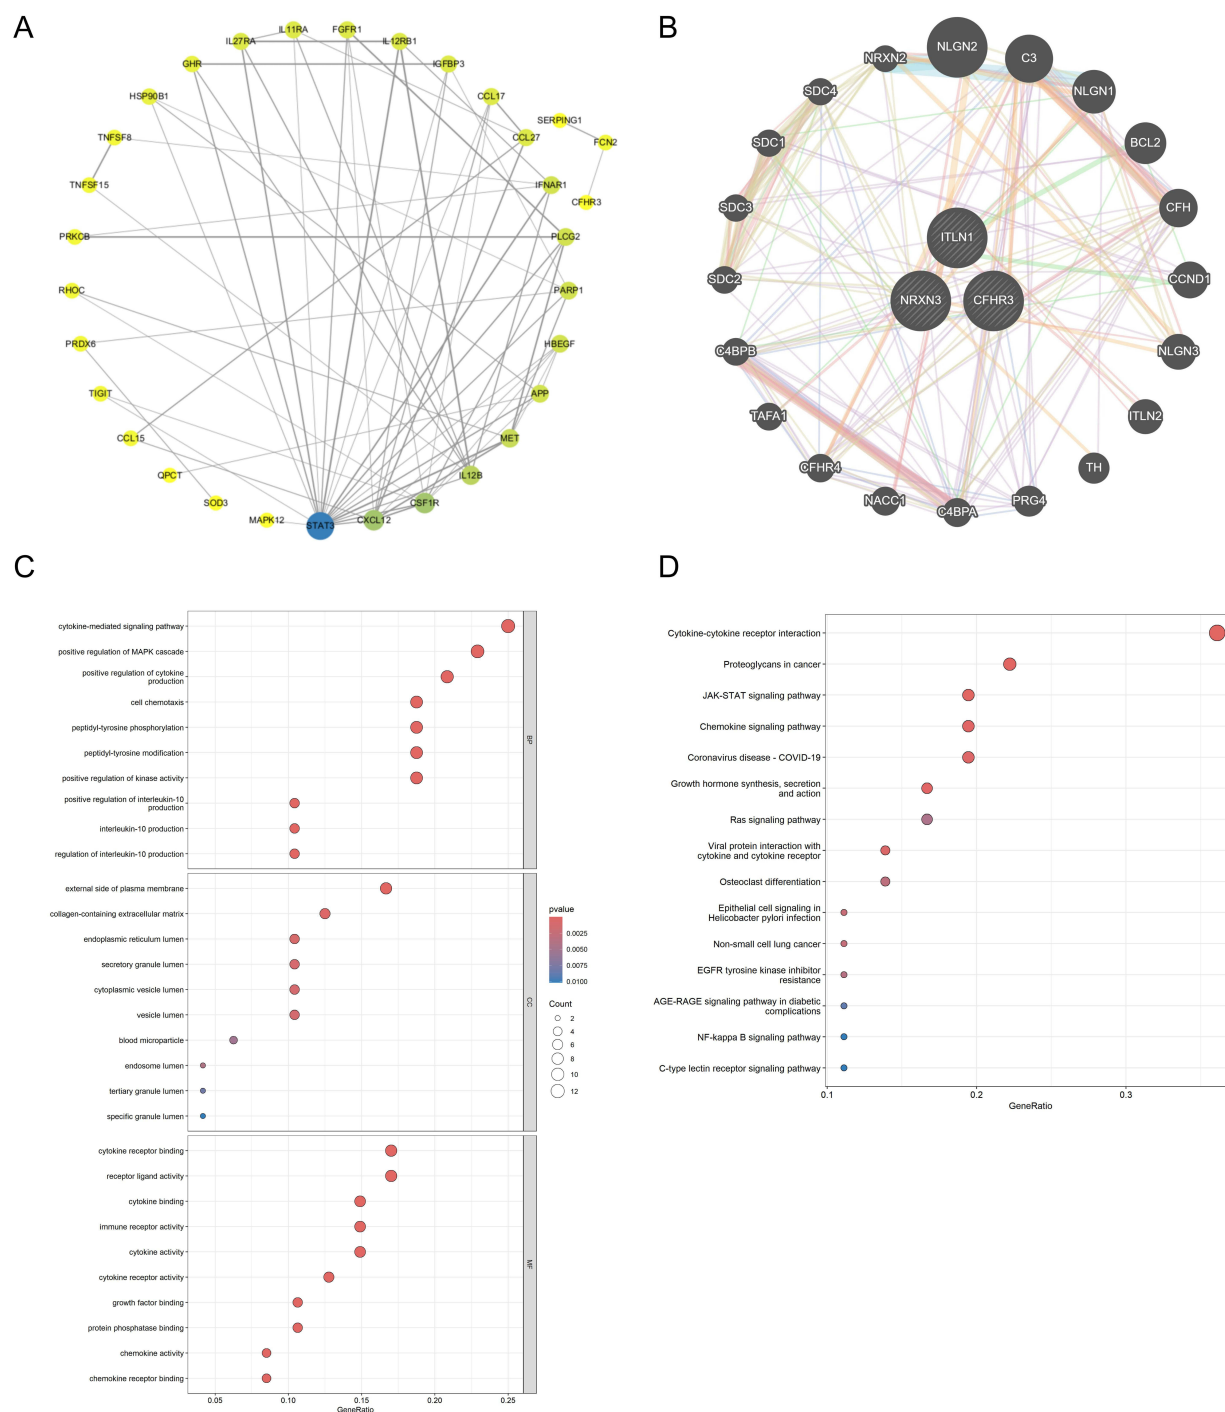 A
IL11RA
FGFR1
IL27RA
IL12RB1
GHR
IGFBP3
HSP90B1
CCL17
SERPING1
TNFSF8
CCL27
FCN2
TNFSF15
IFNAR1
CFHR3
PRKCB
PLCG2
RHOC
PARP1
PRDX6
HBEGF
TIGIT
APP
CCL15
MET
QPCT
IL12B
SOD3
CSF1R
MAPK12
STAT3
CXCL12
B
NLGN2
NRXN2
C3
SDC4
NLGN1
SDC1
BCL2
SDC3
CFH
ITLN1
SDC2
CCND1
NRXN3
CFHR3
C4BPB
NLGN3
TAFA1
ITLN2
CFHR4
TH
NACC1
C4BPA
PRG4
C
cytokine-mediated signaling pathway
positive regulation of MAPK cascade
positive regulation of cytokine
production
cell chemotaxis
peptidyl-tyrosine phosphorylation
peptidyl-tyrosine modification
positive regulation of kinase activity
positive regulation of interleukin-10
production
interleukin-10 production
regulation of interleukin-10 production
BP
external side of plasma membrane
collagen-containing extracellular matrix
endoplasmic reticulum lumen
secretory granule lumen
cytoplasmic vesicle lumen
vesicle lumen
blood microparticle
endosome lumen
tertiary granule lumen
specific granule lumen
CC
cytokine receptor binding
receptor ligand activity
cytokine binding
immune receptor activity
cytokine activity
cytokine receptor activity
growth factor binding
protein phosphatase binding
chemokine activity
chemokine receptor binding
MF
0.05
0.10
0.15
0.20
0.25
GeneRatio
pvalue
0.0025
0.0050
0.0075
0.0100
Count
2
4
6
8
10
12
D
Cytokine-cytokine receptor interaction
Proteoglycans in cancer
JAK-STAT signaling pathway
Chemokine signaling pathway
Coronavirus disease - COVID-19
Growth hormone synthesis, secretion
and action
Ras signaling pathway
Viral protein interaction with
cytokine and cytokine receptor
Osteoclast differentiation
Epithelial cell signaling in
Helicobacter pylori infection
Non-small cell lung cancer
EGFR tyrosine kinase inhibitor
resistance
AGE-RAGE signaling pathway in diabetic
complications
NF-kappa B signaling pathway
C-type lectin receptor signaling pathway
0.1
0.2
0.3
GeneRatio